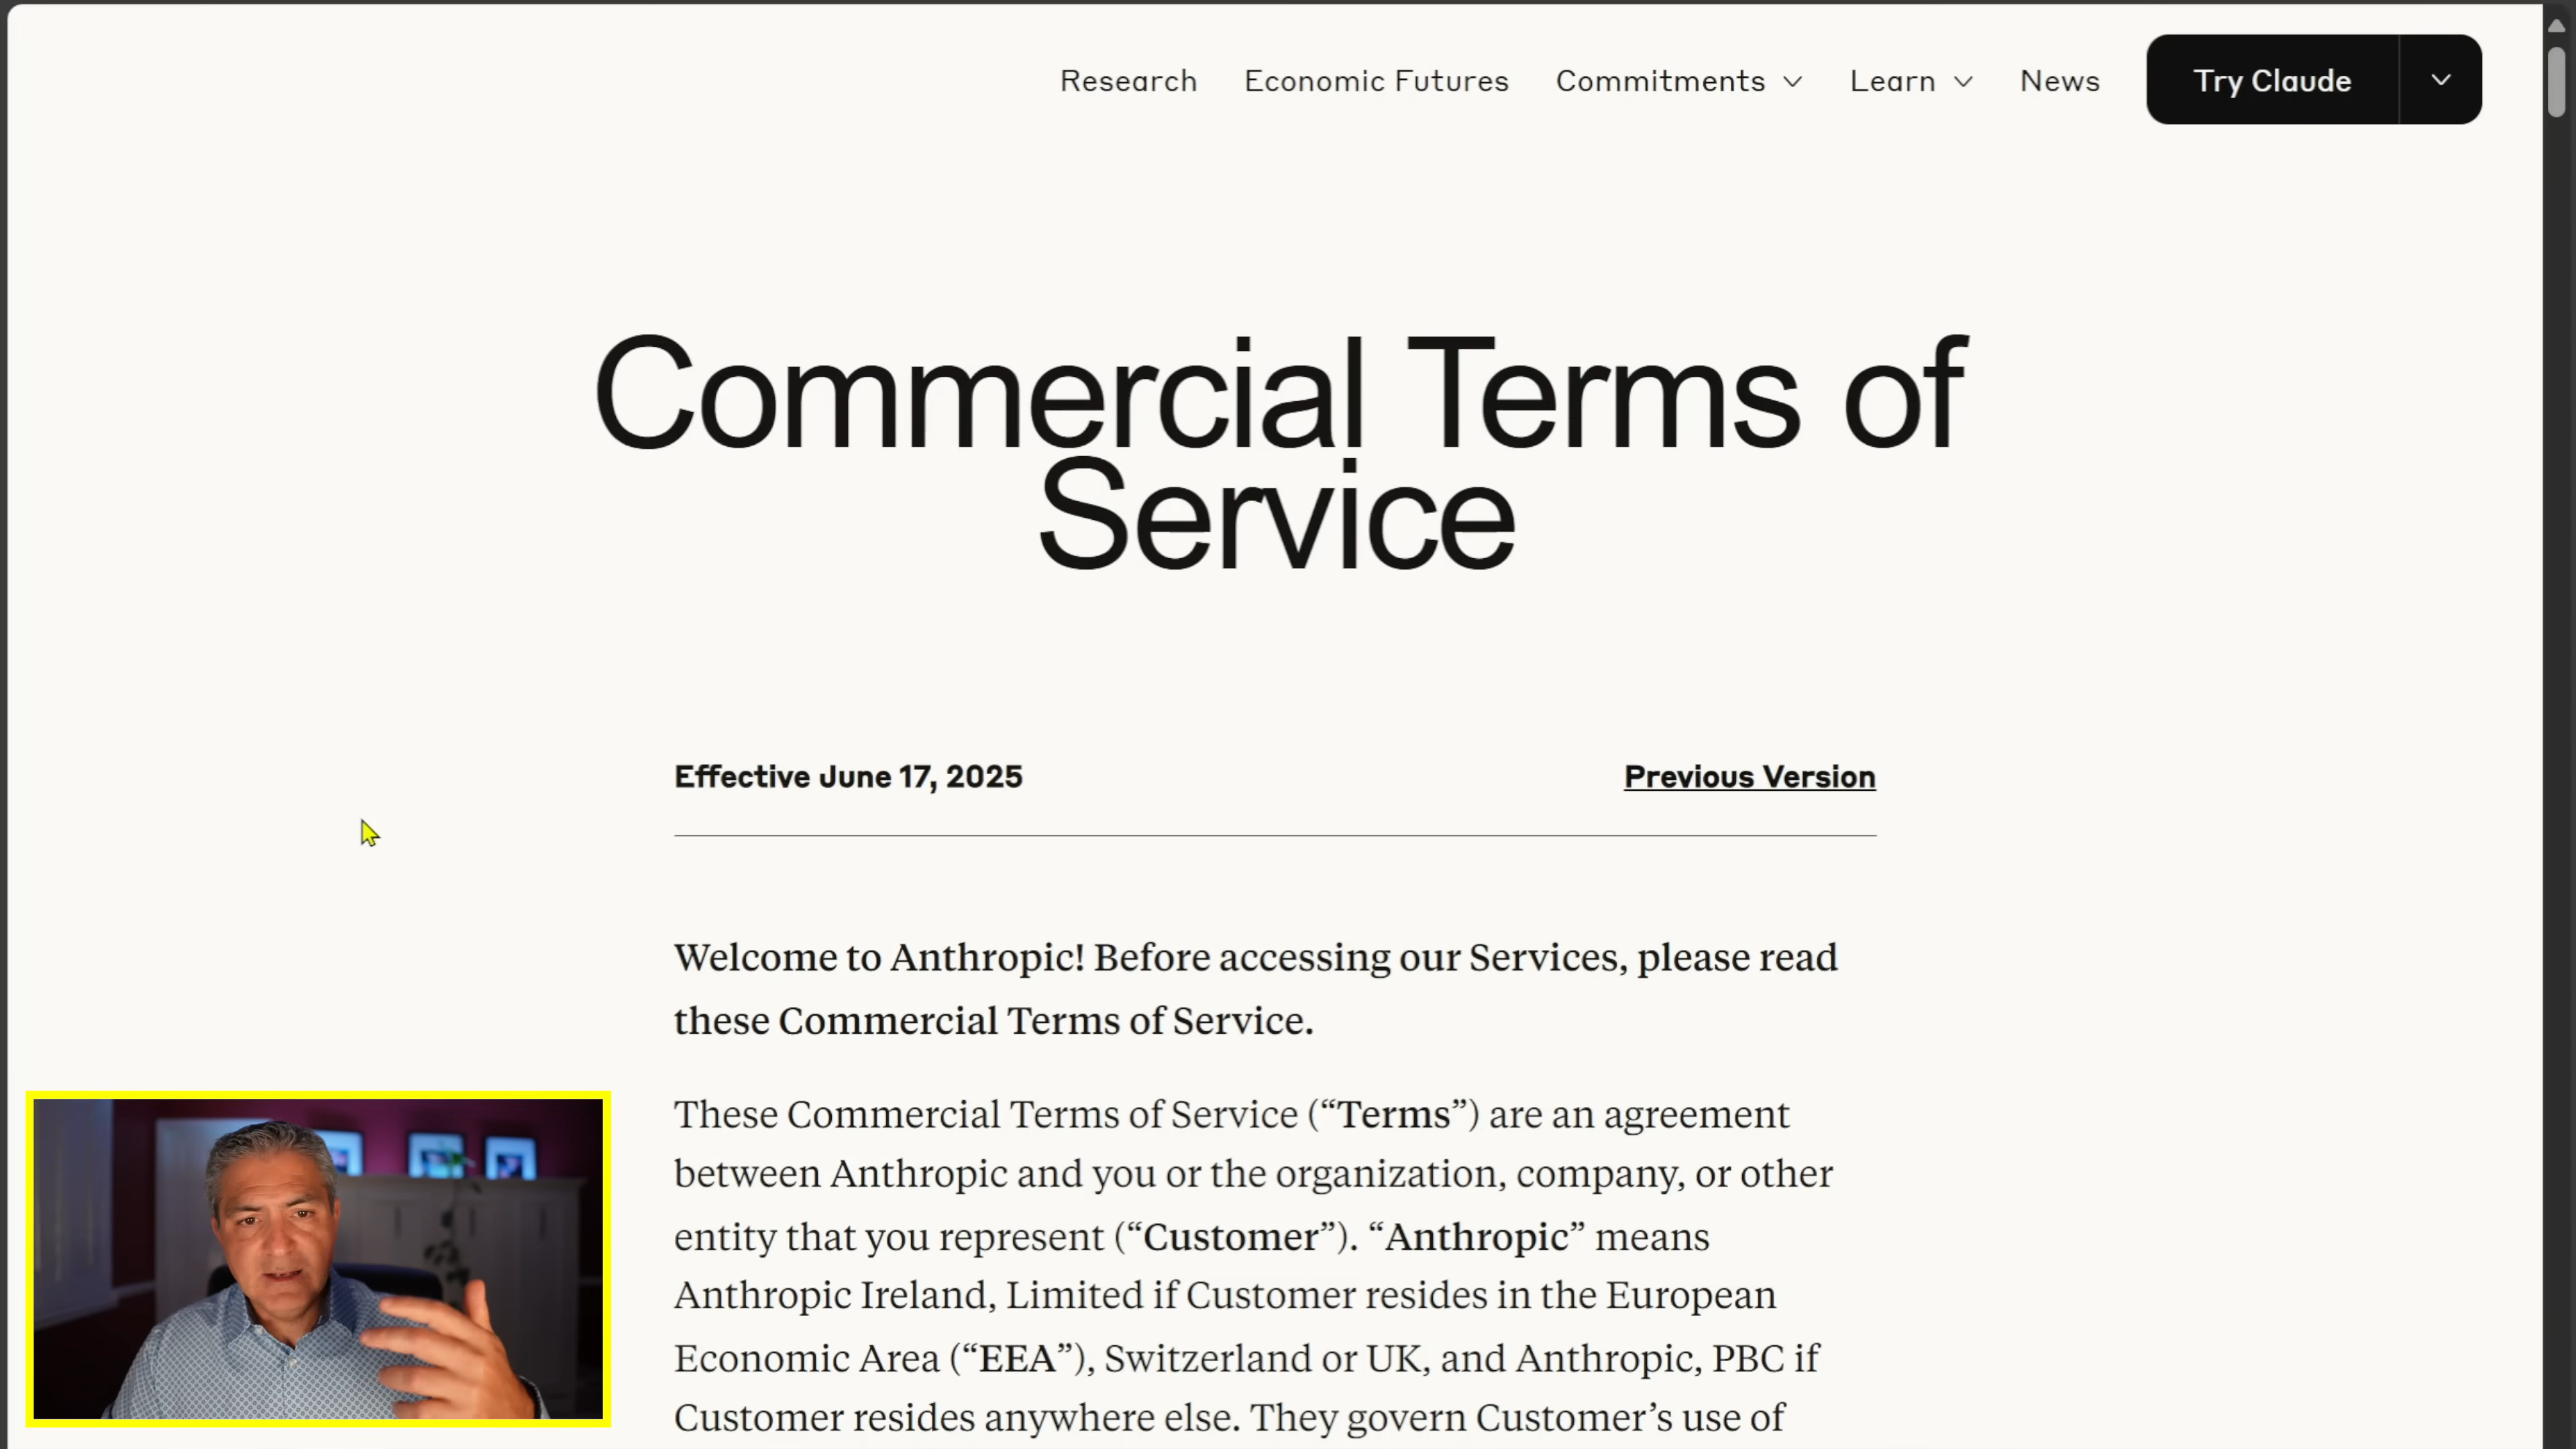 Research Economic Futures Commitments Learn News Try Claude
Commercial Terms of
Service
Effective June 17, 2025 Previous Version
Welcome to Anthropic! Before accessing our Services, please read
these Commercial Terms of Service.
These Commercial Terms of Service (“Terms”) are an agreement
between Anthropic and you or the organization, company, or other
entity that you represent (“Customer”). “Anthropic” means
Anthropic Ireland, Limited if Customer resides in the European
Economic Area (“EEA”), Switzerland or UK, and Anthropic, PBC if
Customer resides anywhere else. They govern Customer’s use of